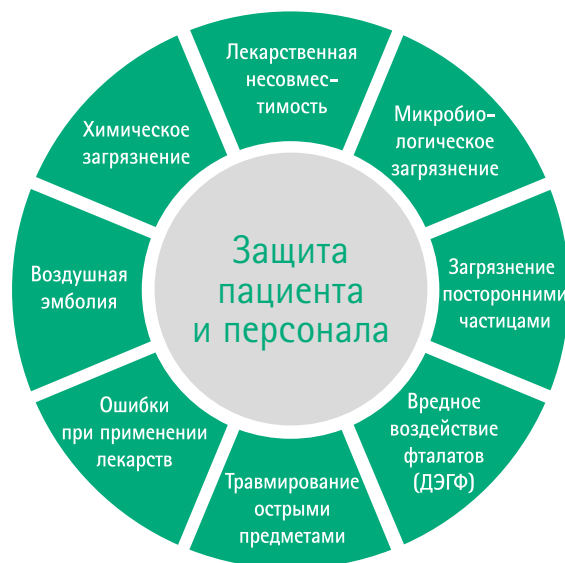 Лекарственная
несовмес-
тимость
Микробио-
логическое
загрязнение
Загрязнение
посторонними
частицами
Вредное
воздействие
фталатов
(ДЭГФ)
Травмирование
острыми
предметами
Ошибки
при применении
лекарств
Воздушная
эмболия
Химическое
загрязнение
Защита
пациента
и персонала